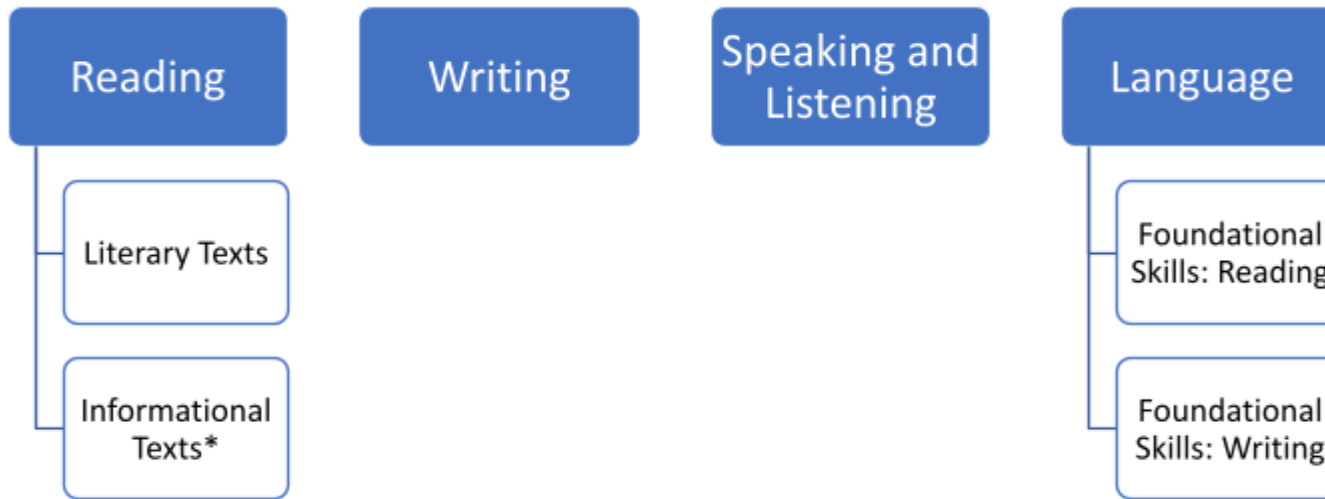 Reading
Literary Texts
Informational
Texts*
Writing
Speaking and
Listening
Language
Foundational
Skills: Reading
Foundational
Skills: Writing